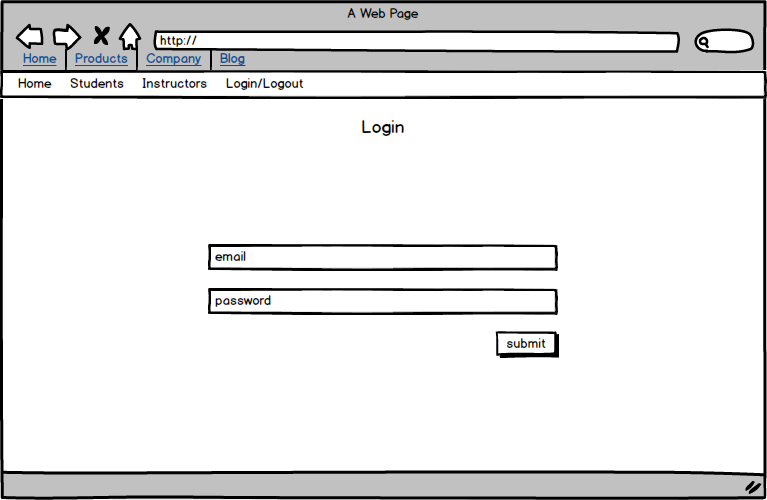 A Web Page
http://
Home Products Company Blog
Home Students Instructors Login/Logout
Login
email
password
submit